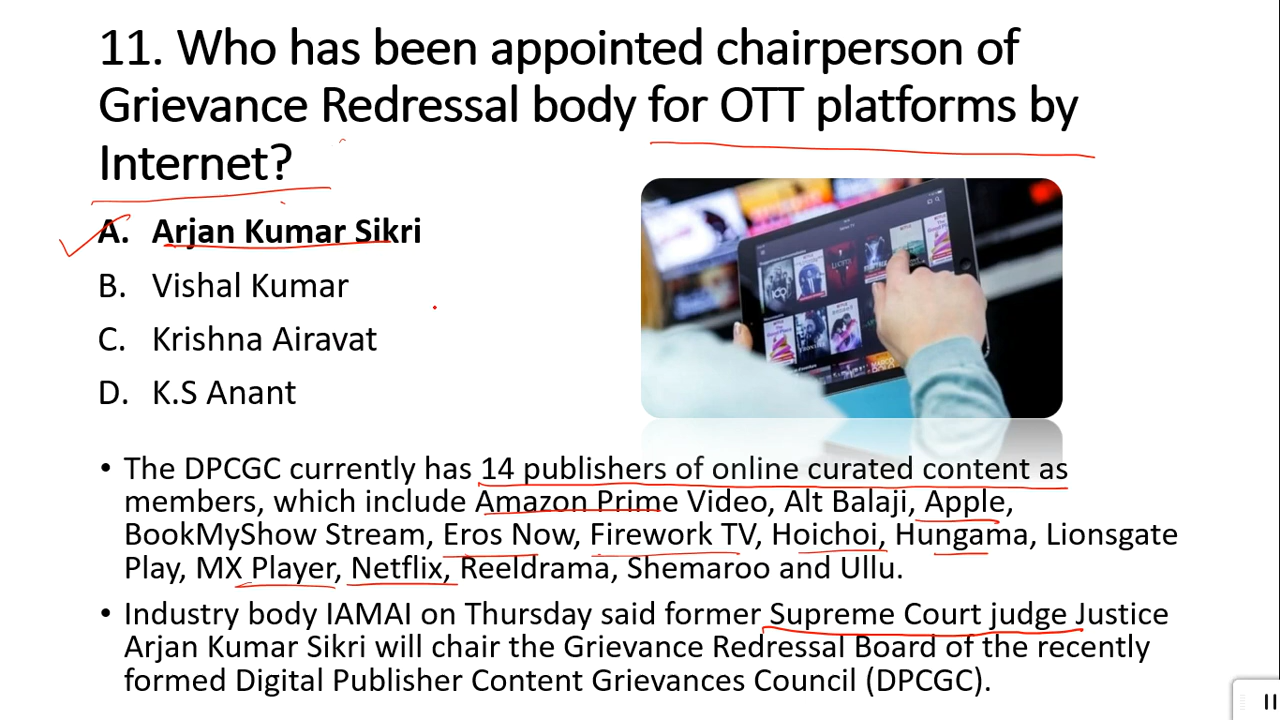 11. Who has been appointed chairperson of
Grievance Redressal body for OTT platforms by
Internet?
A. Arjan Kumar Sikri
B. Vishal Kumar
C. Krishna Airavat
D. K.S Anant
• The DPCGC currently has 14 publishers of online curated content as
members, which include Amazon Prime Video, Alt Balaji, Apple,
BookMyShow Stream, Eros Now, Firework TV, Hoichoi, Hungama, Lionsgate
Play, MX Player, Netflix, Reeldrama, Shemaroo and Ullu.
• Industry body IAMAI on Thursday said former Supreme Court judge Justice
Arjan Kumar Sikri will chair the Grievance Redressal Board of the recently
formed Digital Publisher Content Grievances Council (DPCGC).